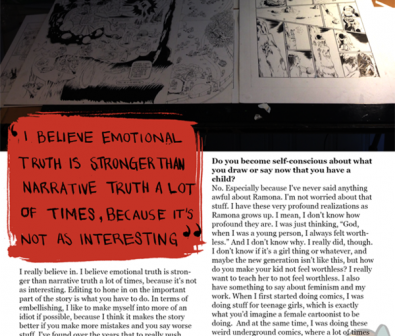 "I BELIEVE EMOTIONAL
TRUTH IS STRONGER THAN
NARRATIVE TRUTH A LOT
OF TIMES, BECAUSE IT'S
NOT AS INTERESTING"
I really believe in. I believe emotional truth is stron-
ger than narrative truth a lot of times, because it's not
as interesting. Editing to hone in on the important
part of the story is what you have to do. In terms of
embellishing, I like to make myself into more of an
idiot if possible, because I think it makes the story
better if you make more mistakes and you say worse
stuff. I've found over the years that to really push
Do you become self-conscious about what
you draw or say now that you have a
child?
No. Especially because I've never said anything
awful about Ramona. I'm not worried about that
stuff. I have these very profound realizations as
Ramona grows up. I mean, I don't know how
profound they are. I was just thinking, "God,
when I was a young person, I always felt worth-
less." And I don't know why. I really did, though.
I don't know if it's a girl thing or whatever, and
maybe the new generation isn't like this, but how
do you make your kid not feel worthless? I really
want to teach her to not feel worthless. I also
have something to say about feminism and my
work. When I first started doing comics, I was
doing stuff for teenage girls, which is exactly
what you'd imagine a female cartoonist to be
doing. And at the same time, I was doing these
weird underground comics, where a lot of times